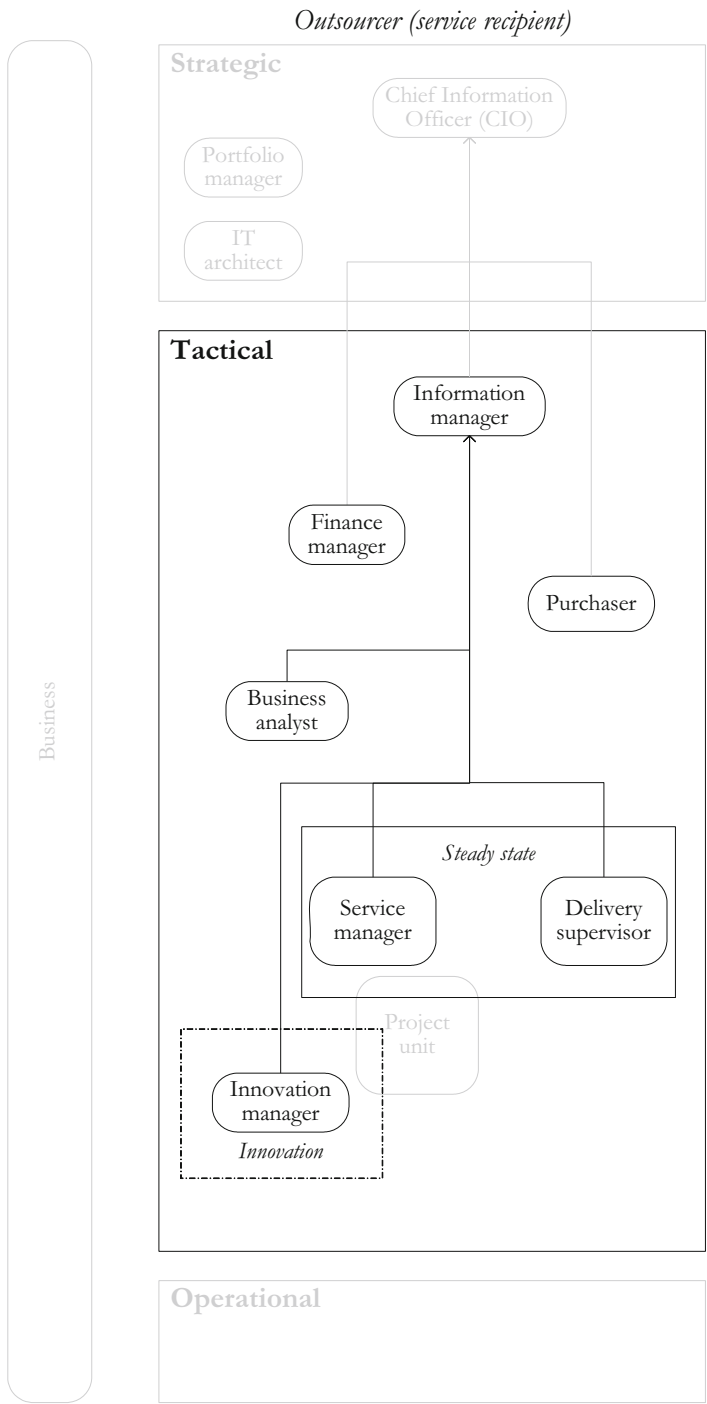 Outsourcer (service recipient)
Strategic
Chief Information
Officer (CIO)
Portfolio
manager
IT
architect
Tactical
Information
manager
Finance
manager
Purchaser
Business
analyst
Business
Steady state
Service
manager
Delivery
supervisor
Project
unit
Innovation
manager
Innovation
Operational